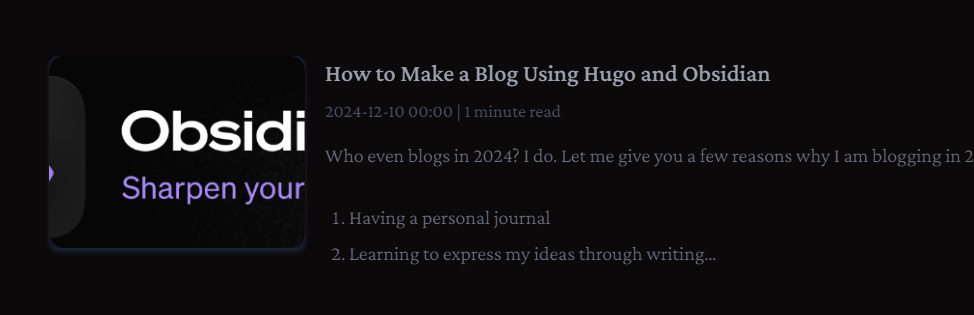 Obsidi
Sharpen your
How to Make a Blog Using Hugo and Obsidian
2024-12-10 00:00 | 1 minute read
Who even blogs in 2024? I do. Let me give you a few reasons why I am blogging in 2
1. Having a personal journal
2. Learning to express my ideas through writing...